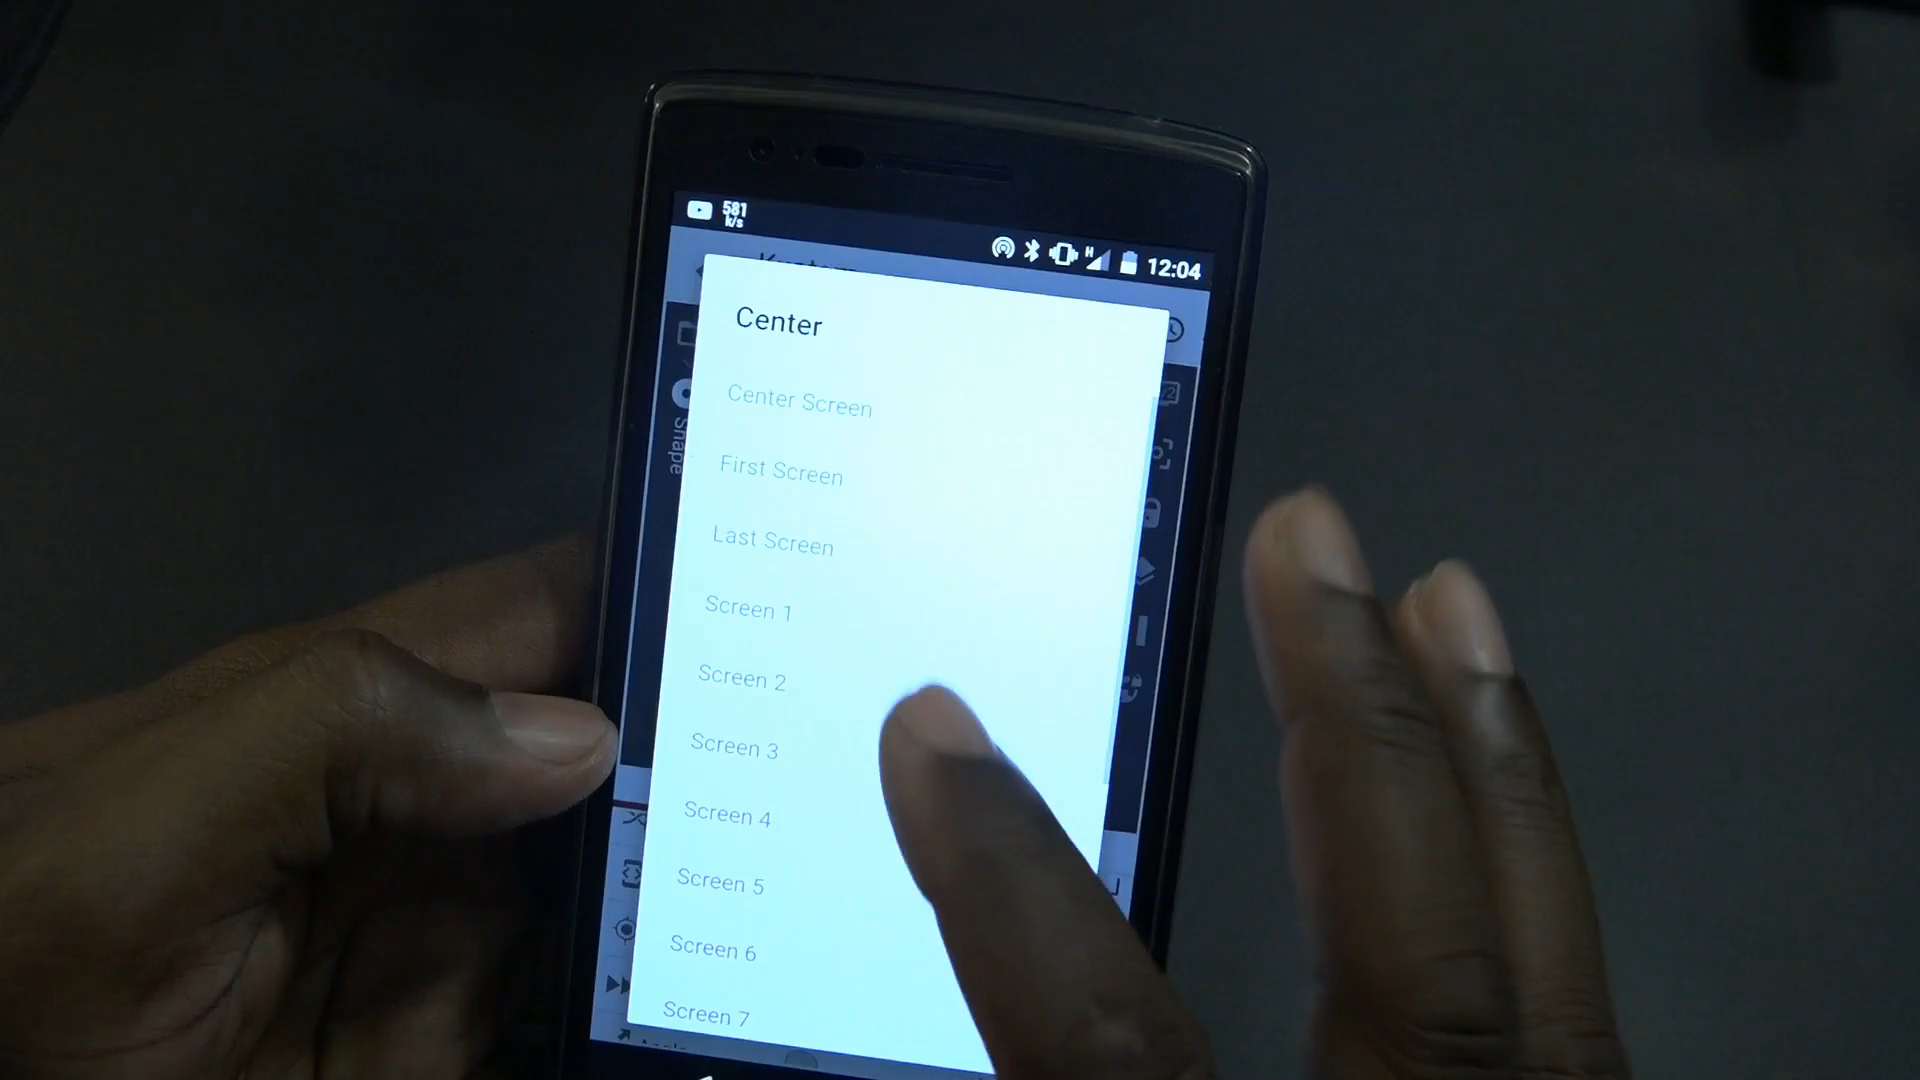 581
k/s
12:04
Center
Center Screen
First Screen
Last Screen
Screen 1
Screen 2
Screen 3
Screen 4
Screen 5
Screen 6
Screen 7
Shape